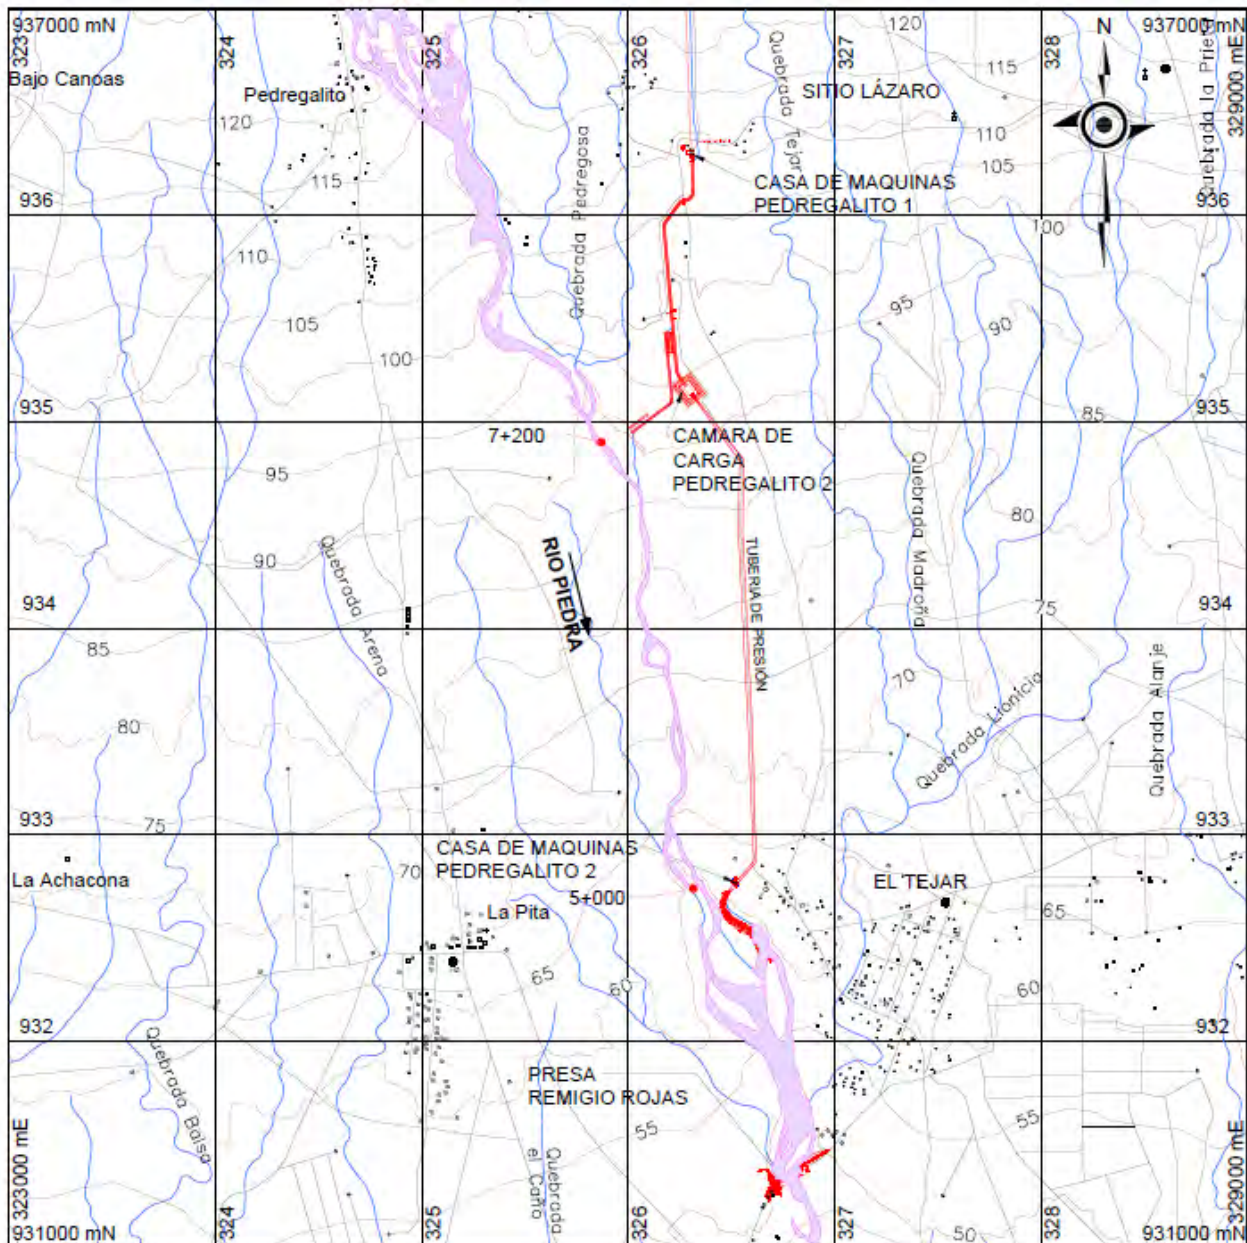 937000 mN
323
324
325
326
327
328
937000 mN
329000 mE
N
Quebrada la Prieta
120
115
Bajo Canoas
Pedregalito
Quebrada Tejar
SITIO LÁZARO
120
110
105
115
Quebrada Pedregosa
CASA DE MAQUINAS
PEDREGALITO 1
936
936
100
110
95
90
105
100
935
935
85
7+200
CAMARA DE
CARGA
PEDREGALITO 2
95
Quebrada Madroña
80
90
Quebrada Arena
RIO PIEDRA
TUBERIA DE PRESIÓN
934
934
75
85
70
Quebrada Lionicio
Quebrada Alanje
80
933
933
75
CASA DE MAQUINAS
PEDREGALITO 2
70
La Achacona
5+000
EL TEJAR
La Pita
65
65
60
60
932
932
Quebrada Balsa
PRESA
REMIGIO ROJAS
55
55
Quebrada
el Caño
50
323000 mE
931000 mN
324
325
326
327
328
329000 mE
931000 mN